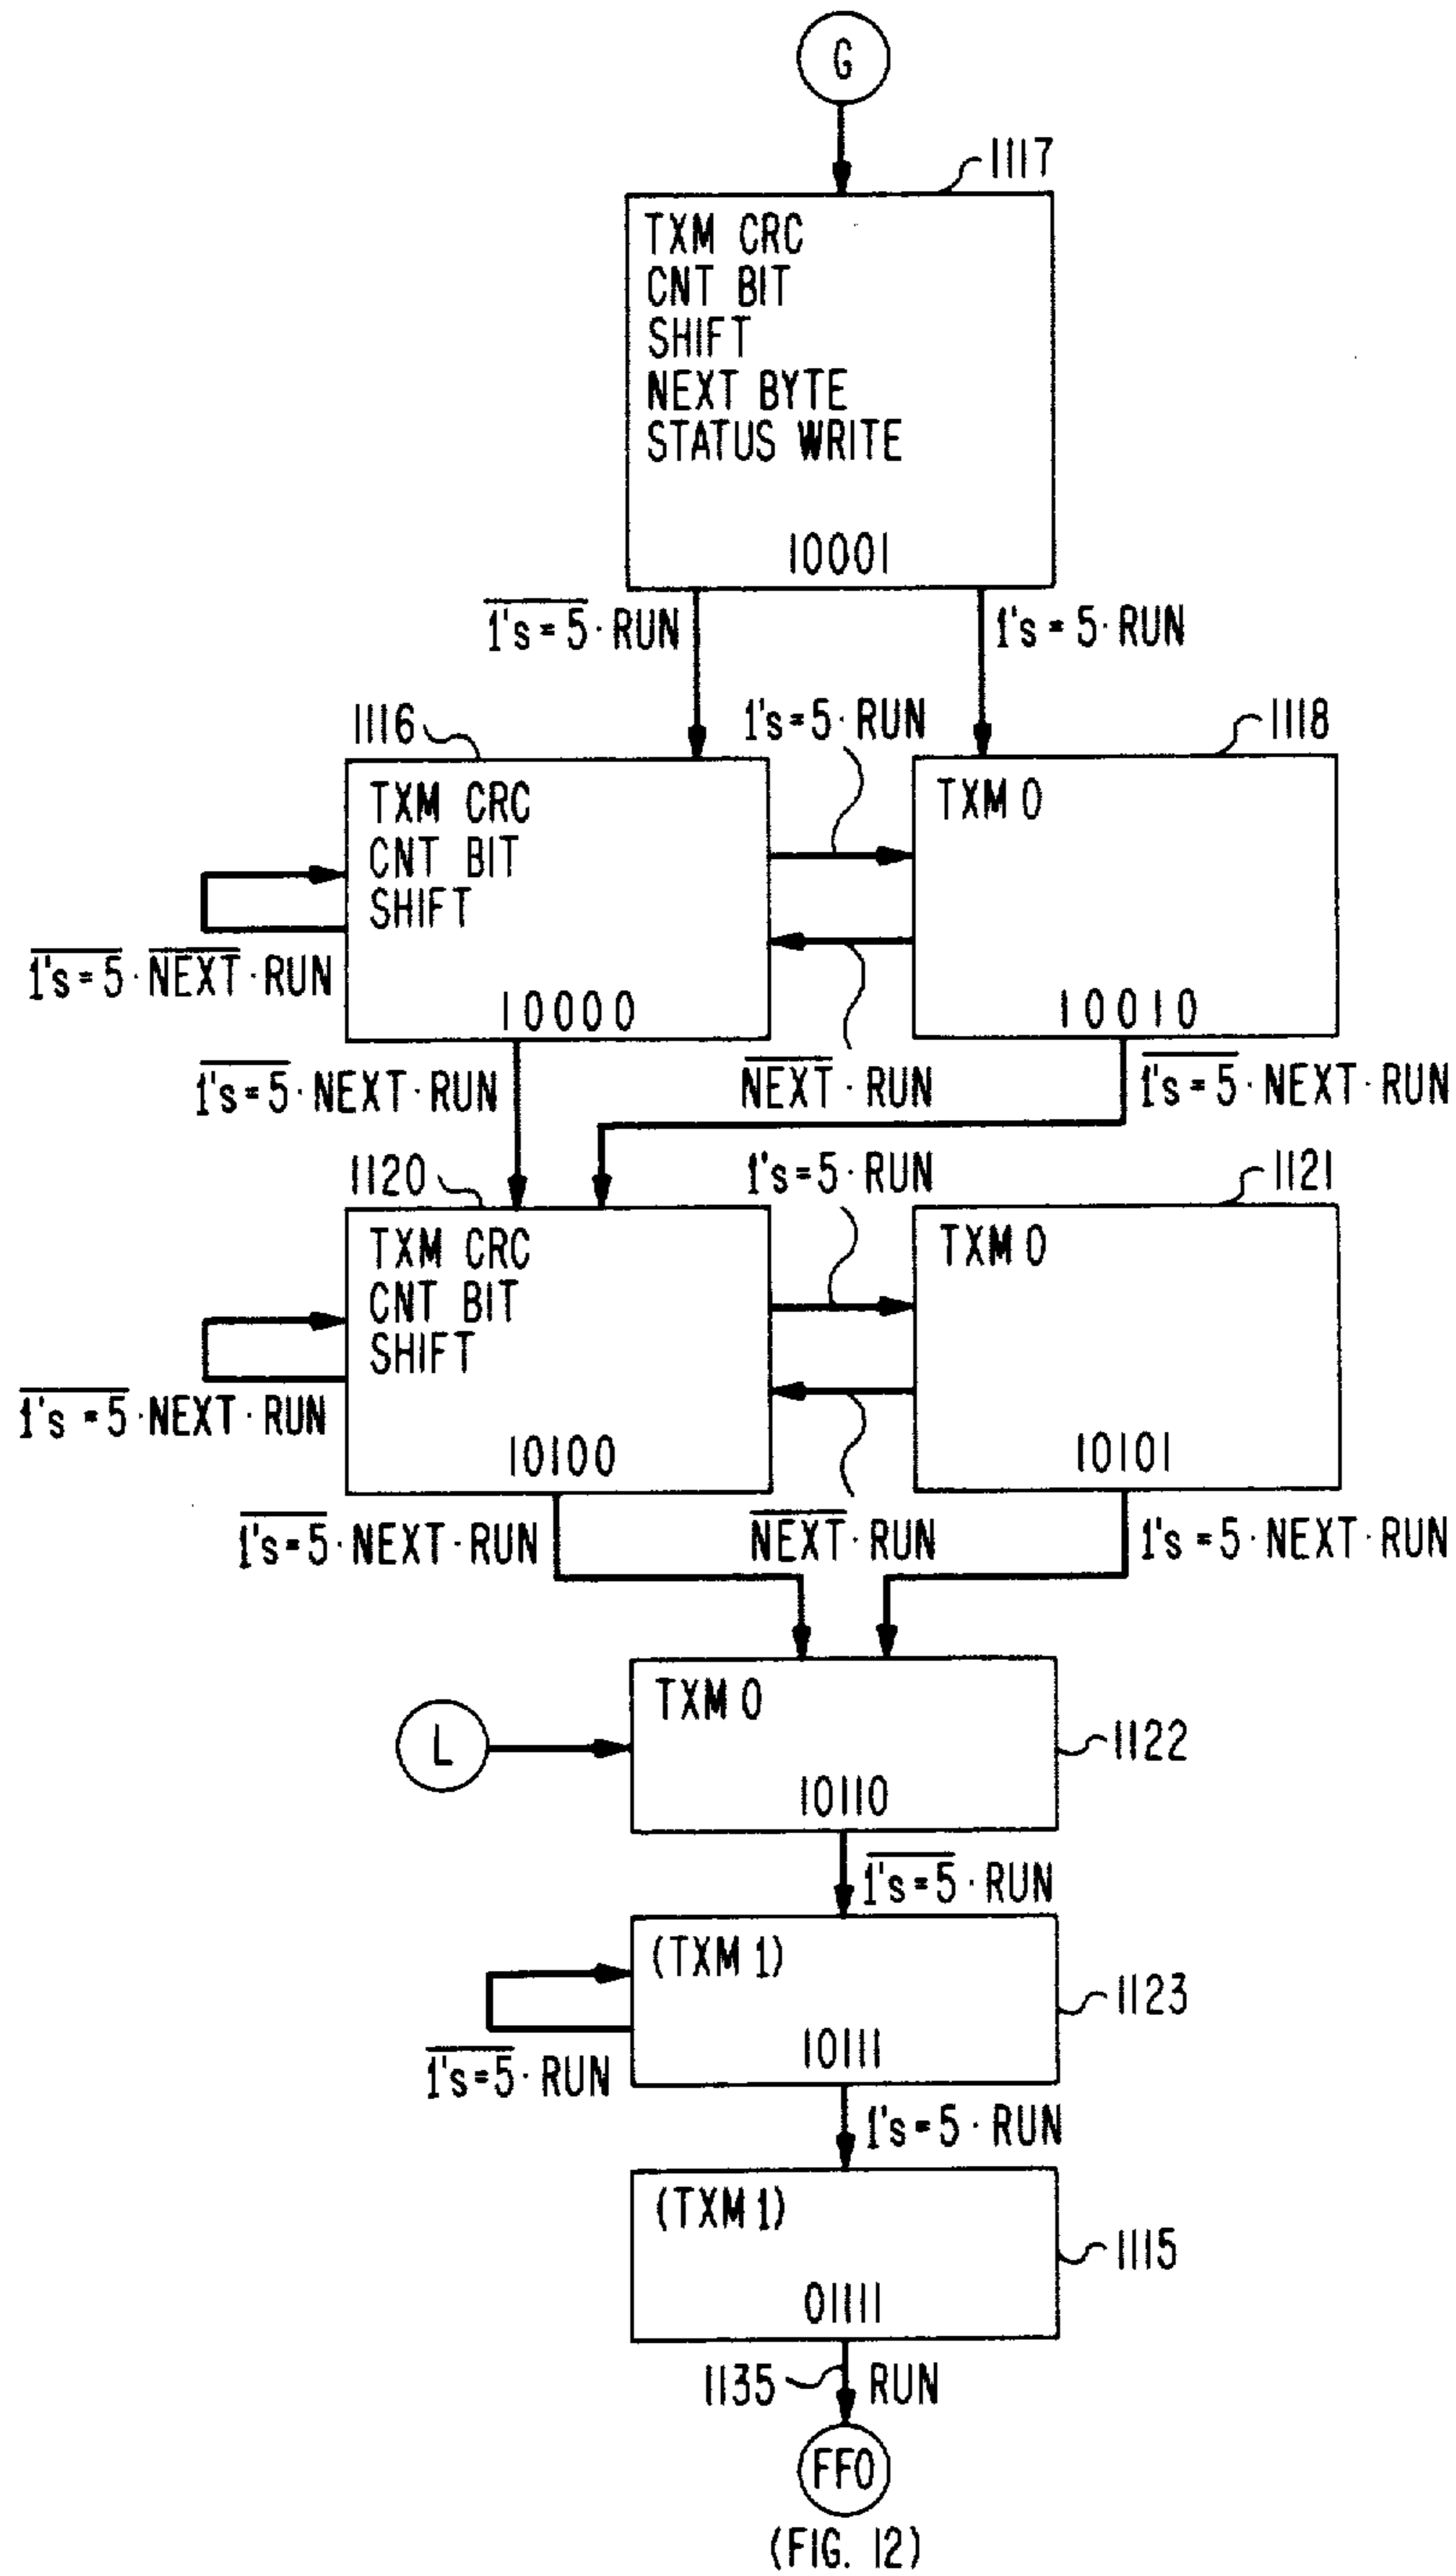 G
1117
TXM CRC
CNT BIT
SHIFT
NEXT BYTE
STATUS WRITE
10001
1̅'̅s̅=̅5̅·RUN
1's=5·RUN
1116
1's=5·RUN
1118
TXM CRC
CNT BIT
SHIFT
10000
TXM 0
10010
1̅'̅s̅=̅5̅·N̅E̅X̅T̅·RUN
1̅'̅s̅=̅5̅·NEXT·RUN
N̅E̅X̅T̅·RUN
1̅'̅s̅=̅5̅·NEXT·RUN
1120
1's=5·RUN
1121
TXM CRC
CNT BIT
SHIFT
10100
TXM 0
10101
1̅'̅s̅=̅5̅·NEXT·RUN
1̅'̅s̅=̅5̅·NEXT·RUN
N̅E̅X̅T̅·RUN
1's=5·NEXT·RUN
L
TXM 0
10110
1122
1̅'̅s̅=̅5̅·RUN
(TXM 1)
10111
1123
1̅'̅s̅=̅5̅·RUN
1's=5·RUN
(TXM 1)
01111
1115
1135
RUN
FFO
(FIG. 12)